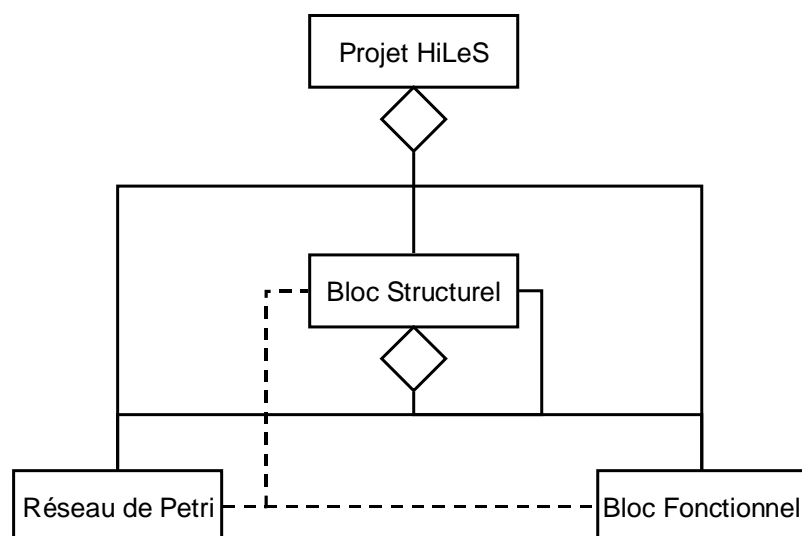 Projet HiLeS
Bloc Structurel
Réseau de Petri
Bloc Fonctionnel